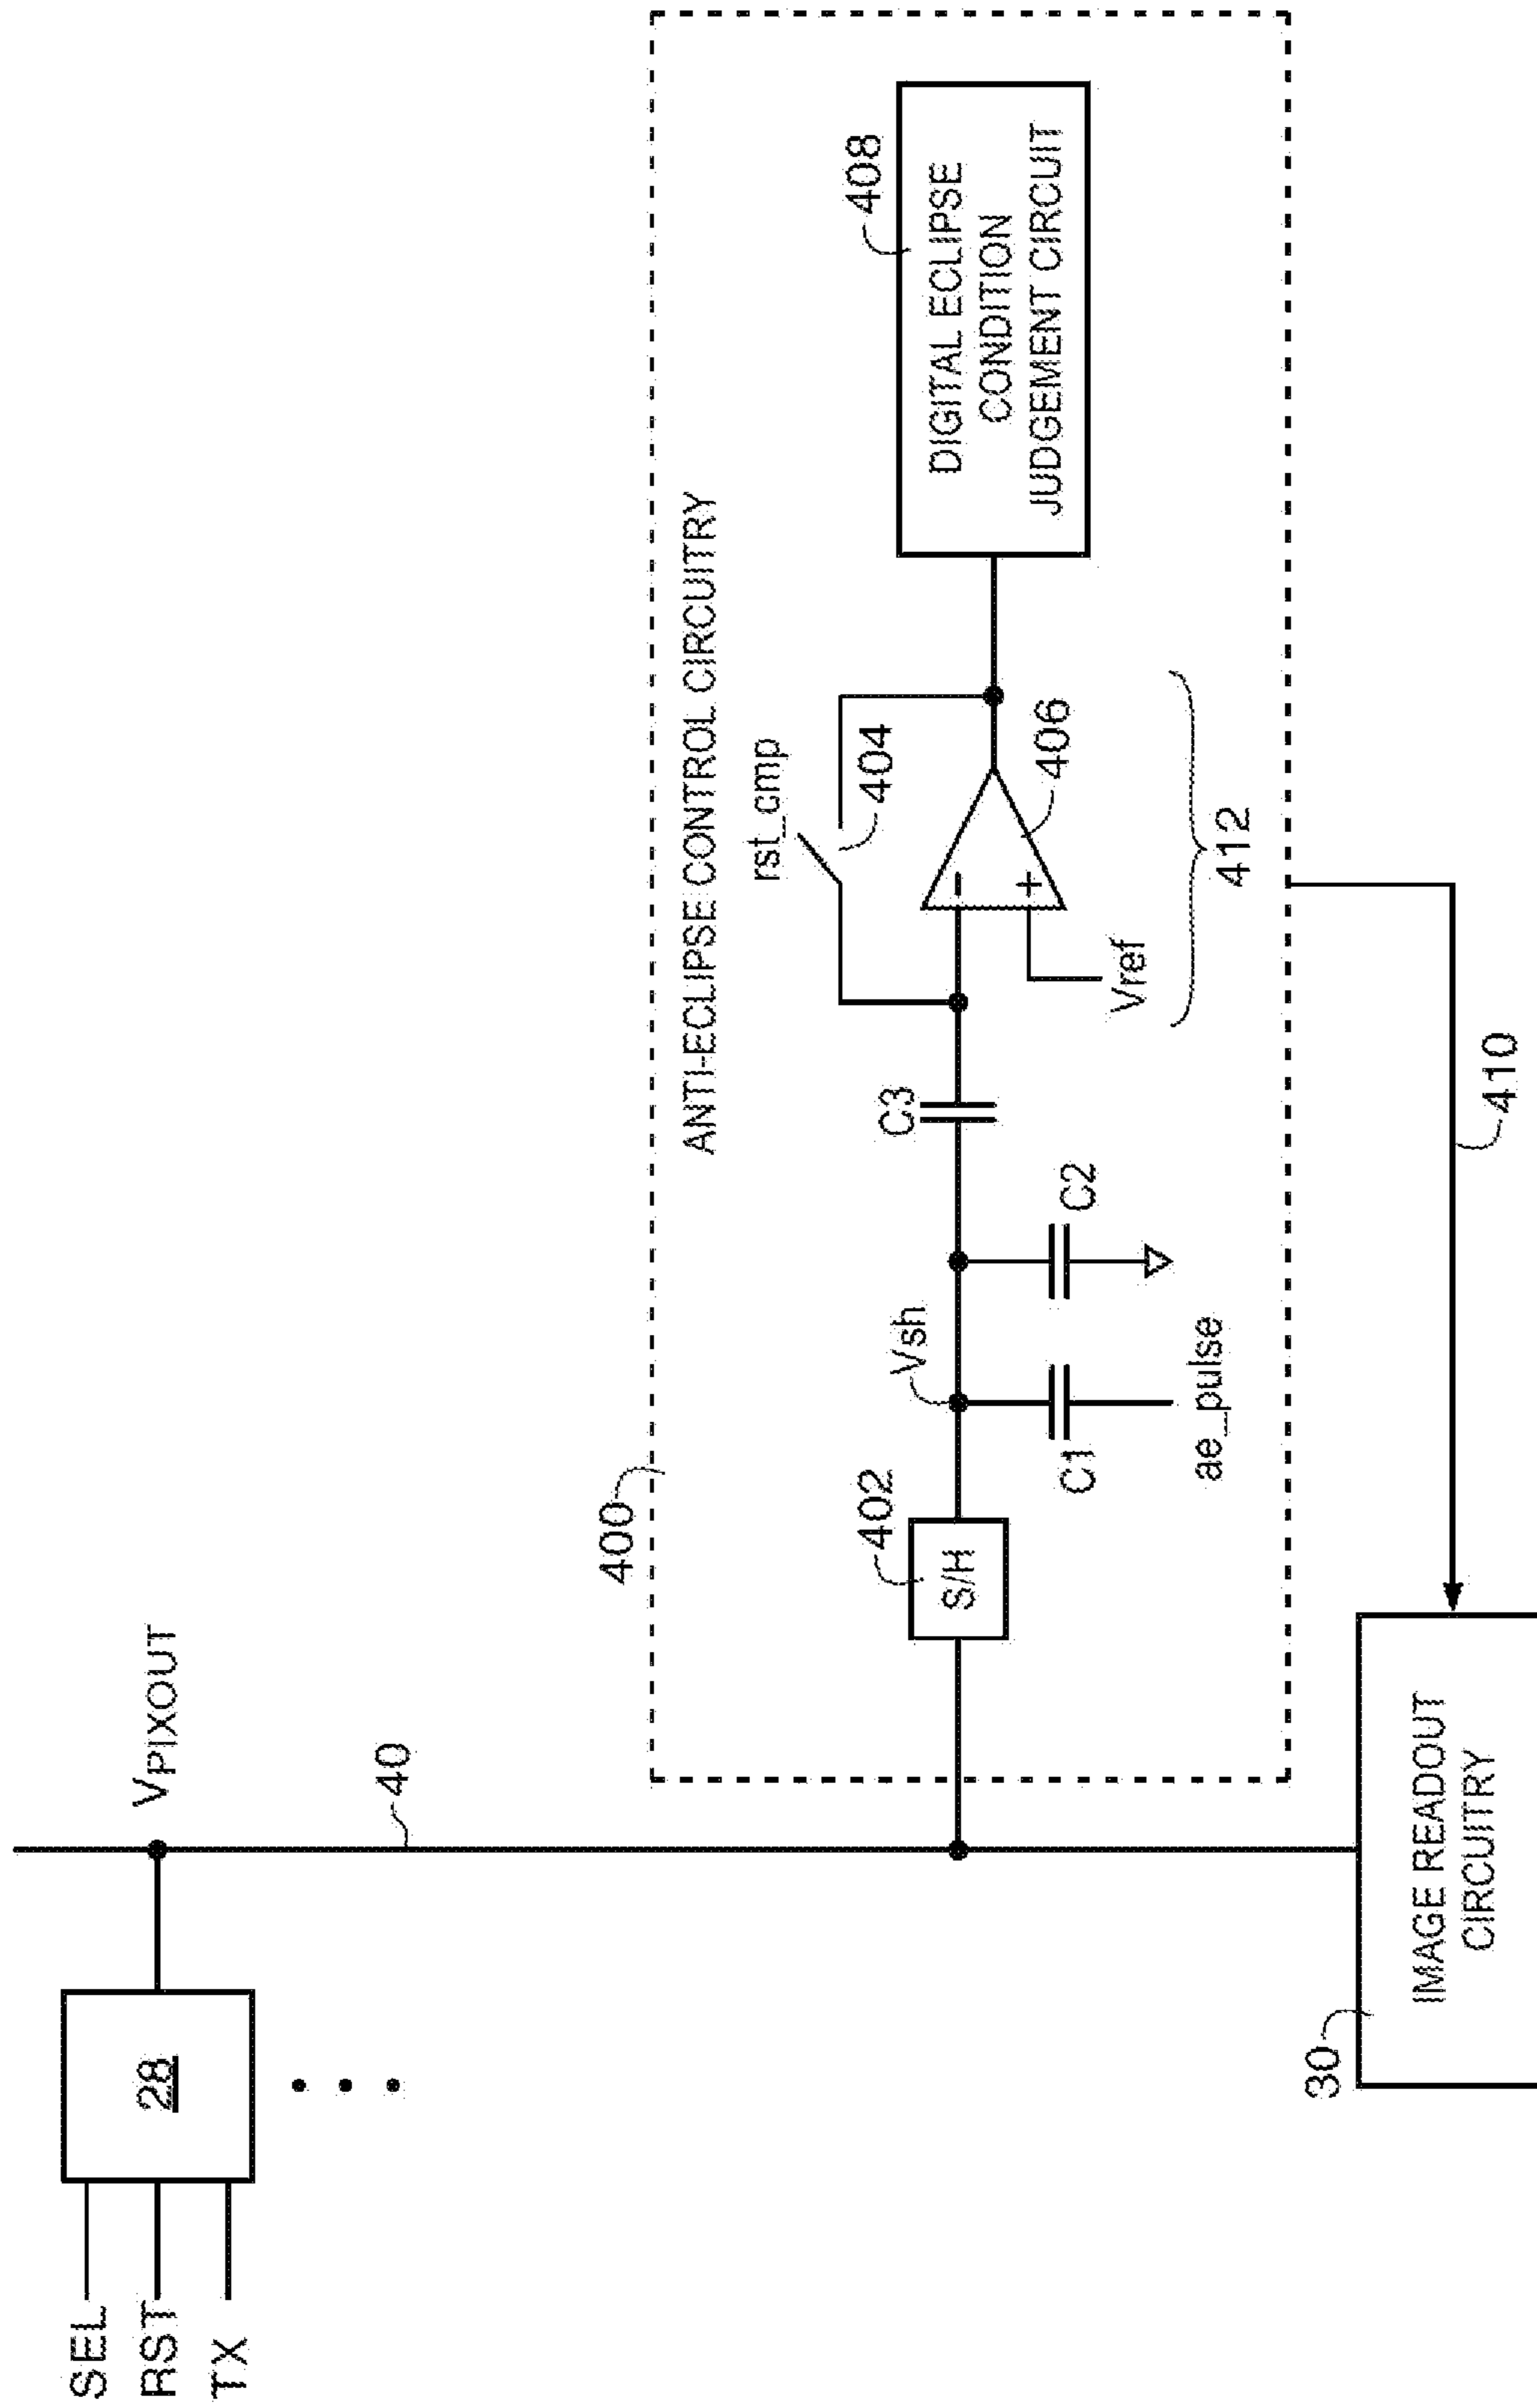 SEL
RST
TX
28
VPIXOUT
40
400
ANTI-ECLIPSE CONTROL CIRCUITRY
402
S/H
Vsh
C1
ae_pulse
C2
C3
rst_cmp
404
-
+
406
Vref
412
408
DIGITAL ECLIPSE
CONDITION
JUDGEMENT CIRCUIT
410
30
IMAGE READOUT
CIRCUITRY